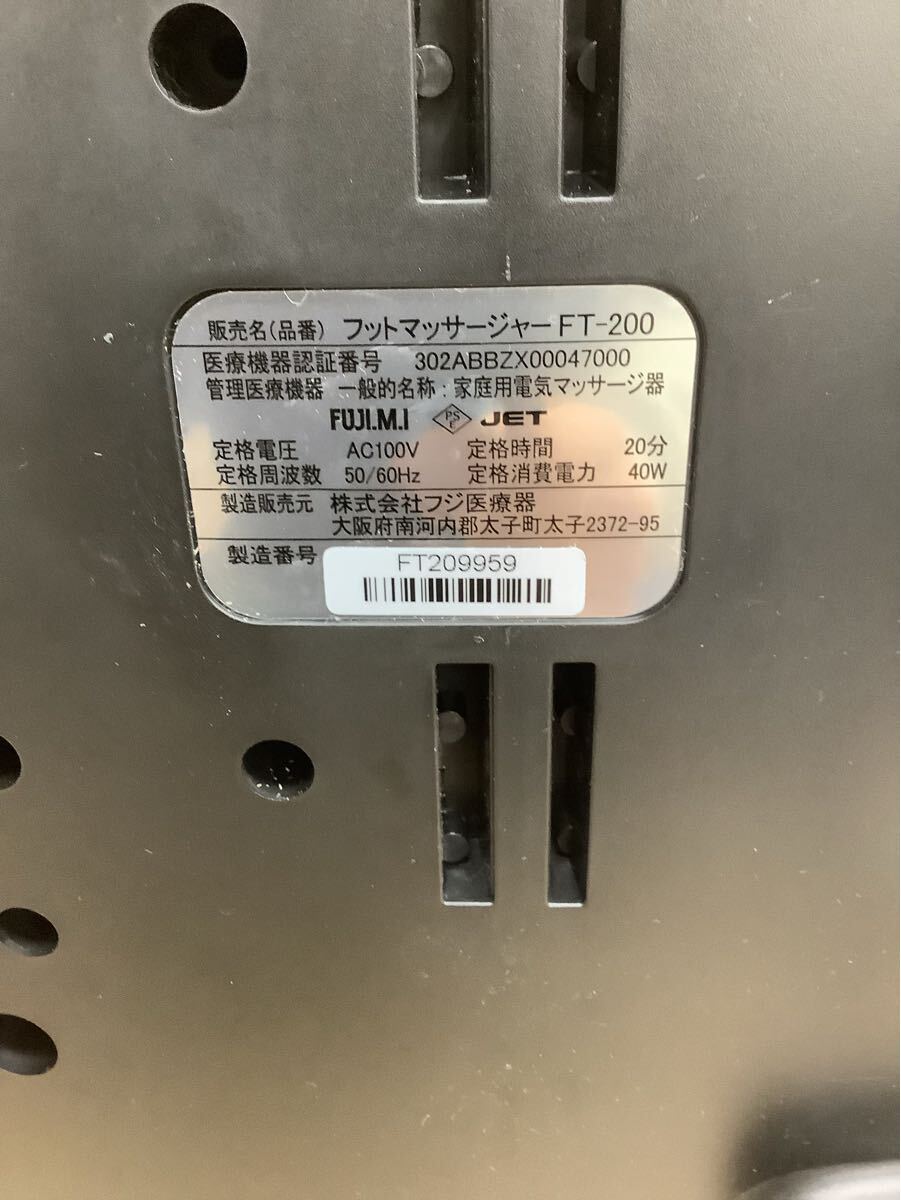 販売名(品番) フットマッサージャーFT-200
医療機器認証番号 302ABBZX00047000
管理医療機器 一般的名称：家庭用電気マッサージ器
FUJI.M.I PSE JET
定格電圧 AC100V 定格時間 20分
定格周波数 50/60Hz 定格消費電力 40W
製造販売元 株式会社フジ医療器
大阪府南河内郡太子町太子2372-95
製造番号 FT209959